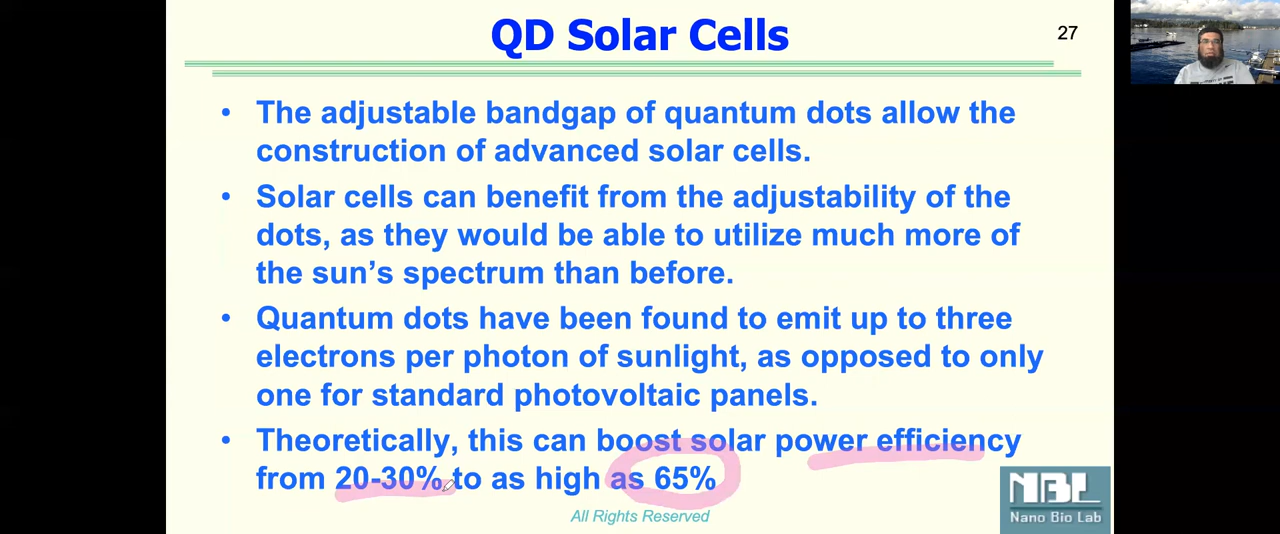 QD Solar Cells
27
• The adjustable bandgap of quantum dots allow the
construction of advanced solar cells.
• Solar cells can benefit from the adjustability of the
dots, as they would be able to utilize much more of
the sun's spectrum than before.
• Quantum dots have been found to emit up to three
electrons per photon of sunlight, as opposed to only
one for standard photovoltaic panels.
• Theoretically, this can boost solar power efficiency
from 20-30% to as high as 65%
All Rights Reserved
NBL
Nano Bio Lab